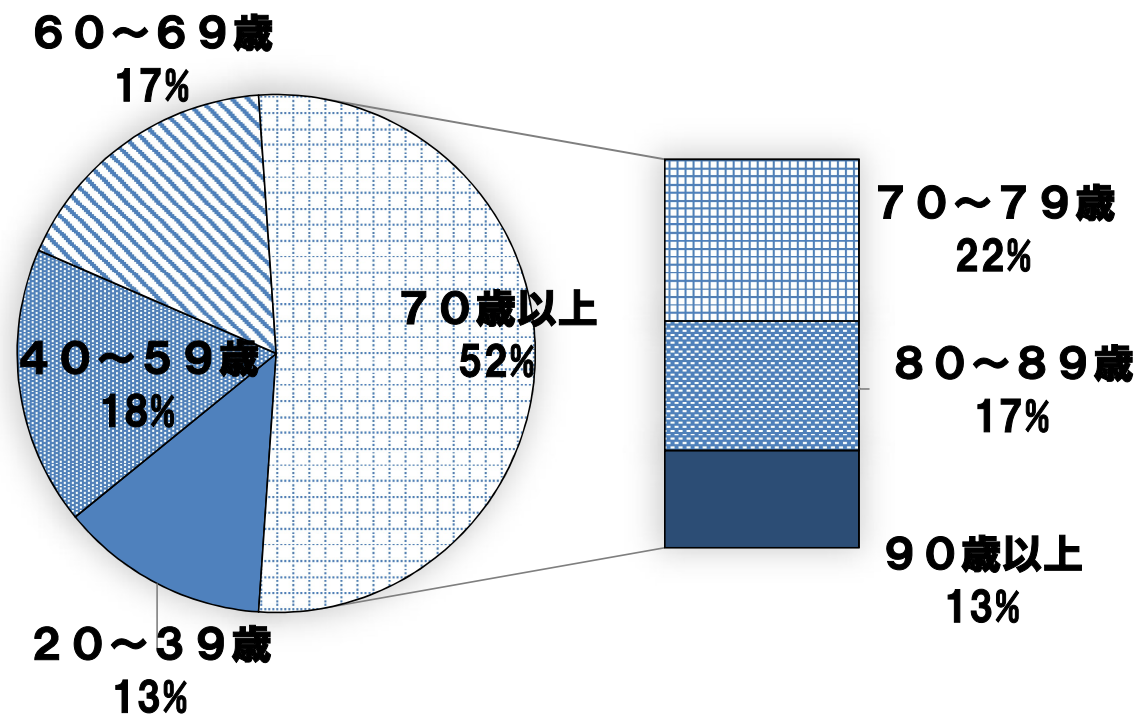 ６０～６９歳
17%
７０～７９歳
22%
７０歳以上
52%
４０～５９歳
18%
８０～８９歳
17%
９０歳以上
13%
２０～３９歳
13%